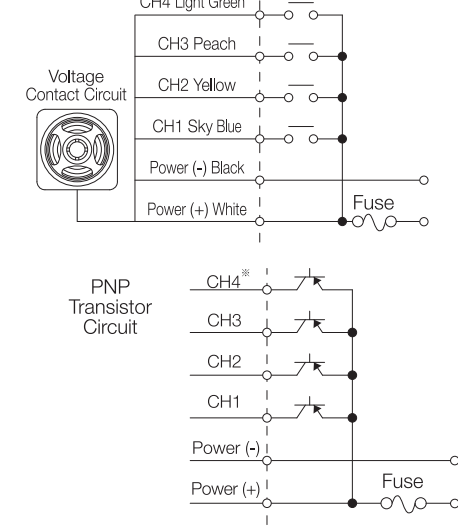 CH4 Light Green
CH3 Peach
Voltage
Contact Circuit
CH2 Yellow
CH1 Sky Blue
Power (-) Black
Power (+) White
Fuse
PNP
Transistor
Circuit
CH4※
CH3
CH2
CH1
Power (-)
Power (+)
Fuse